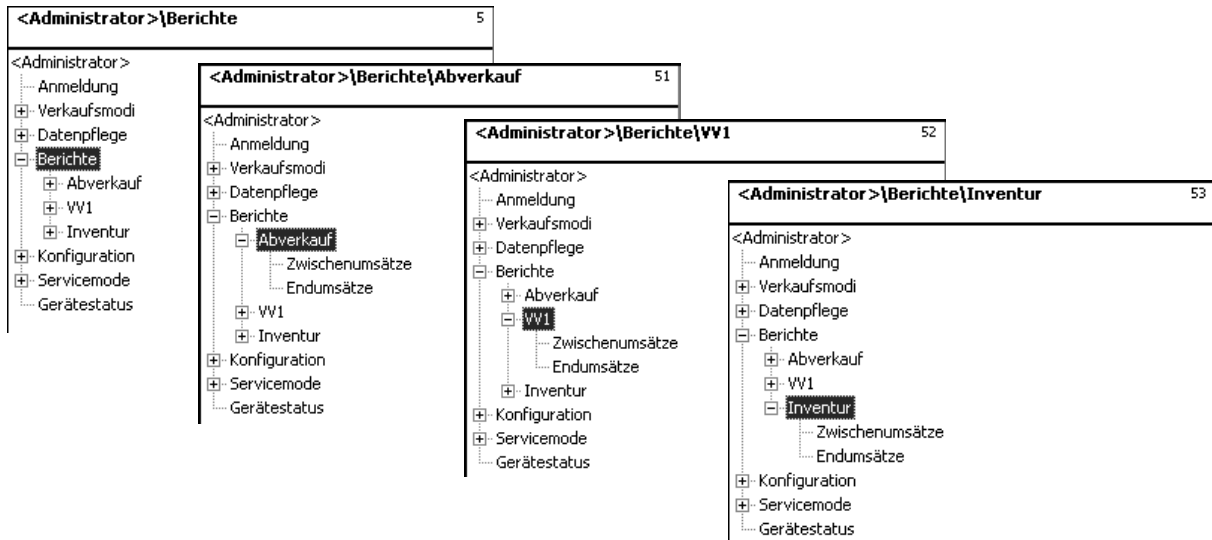 <Administrator>\Berichte 5
<Administrator>
Anmeldung
Verkaufsmodi
Datenpflege
Berichte
Abverkauf
VV1
Inventur
Konfiguration
Servicemode
Gerätestatus
<Administrator>\Berichte\Abverkauf 51
<Administrator>
Anmeldung
Verkaufsmodi
Datenpflege
Berichte
Abverkauf
Zwischenumsätze
Endumsätze
VV1
Inventur
Konfiguration
Servicemode
Gerätestatus
<Administrator>\Berichte\VV1 52
<Administrator>
Anmeldung
Verkaufsmodi
Datenpflege
Berichte
Abverkauf
VV1
Zwischenumsätze
Endumsätze
Inventur
Konfiguration
Servicemode
Gerätestatus
<Administrator>\Berichte\Inventur 53
<Administrator>
Anmeldung
Verkaufsmodi
Datenpflege
Berichte
Abverkauf
VV1
Inventur
Zwischenumsätze
Endumsätze
Konfiguration
Servicemode
Gerätestatus